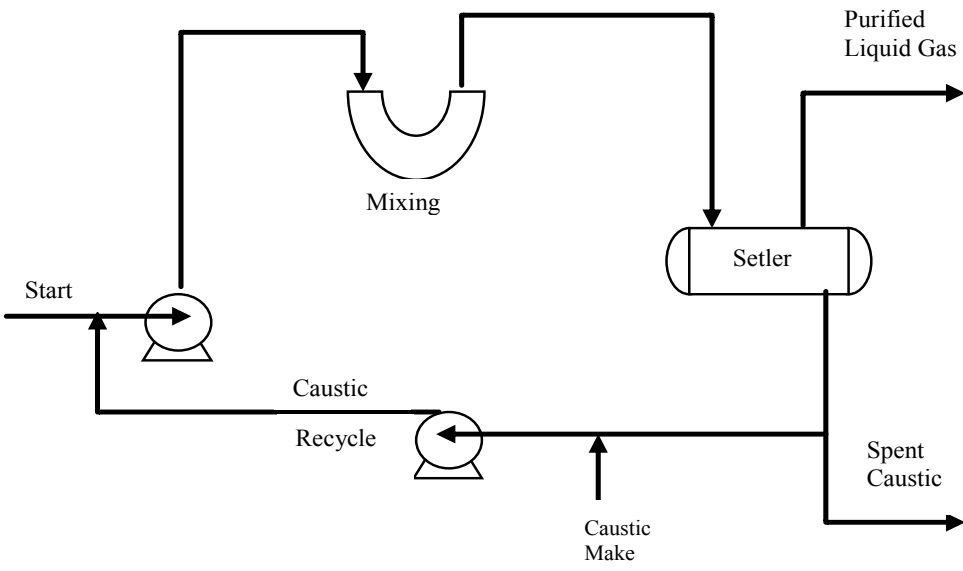 Purified
Liquid Gas
Mixing
Setler
Start
Caustic
Recycle
Spent
Caustic
Caustic
Make